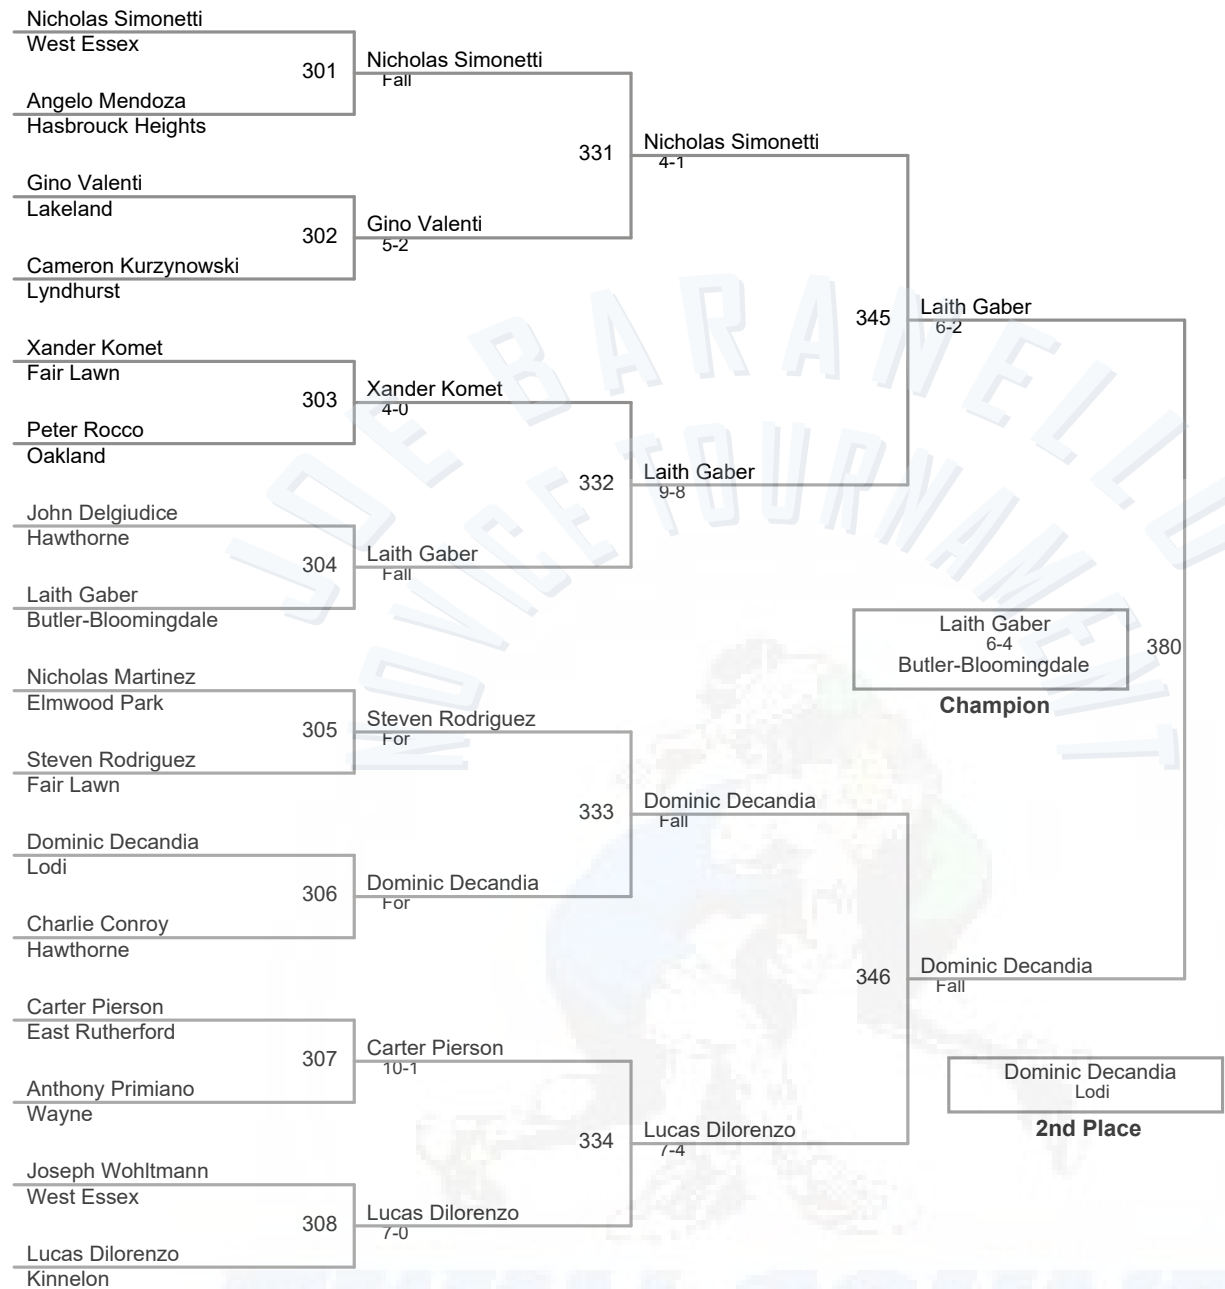 Nicholas Simonetti
West Essex
301
Nicholas Simonetti
Fall
Angelo Mendoza
Hasbrouck Heights
331
Nicholas Simonetti
4-1
Gino Valenti
Lakeland
302
Gino Valenti
5-2
Cameron Kurzynowski
Lyndhurst
345
Laith Gaber
6-2
Xander Komet
Fair Lawn
303
Xander Komet
4-0
Peter Rocco
Oakland
332
Laith Gaber
9-8
John Delgiudice
Hawthorne
304
Laith Gaber
Fall
Laith Gaber
Butler-Bloomingdale
Laith Gaber
6-4
Butler-Bloomingdale
380
Champion
Nicholas Martinez
Elmwood Park
305
Steven Rodriguez
For
Steven Rodriguez
Fair Lawn
333
Dominic Decandia
Fall
Dominic Decandia
Lodi
306
Dominic Decandia
For
Charlie Conroy
Hawthorne
346
Dominic Decandia
Fall
Carter Pierson
East Rutherford
307
Carter Pierson
10-1
Anthony Primiano
Wayne
Dominic Decandia
Lodi
2nd Place
334
Lucas Dilorenzo
7-4
Joseph Wohltmann
West Essex
308
Lucas Dilorenzo
7-0
Lucas Dilorenzo
Kinnelon
JOE BARANELLO
NOVICE TOURNAMENT